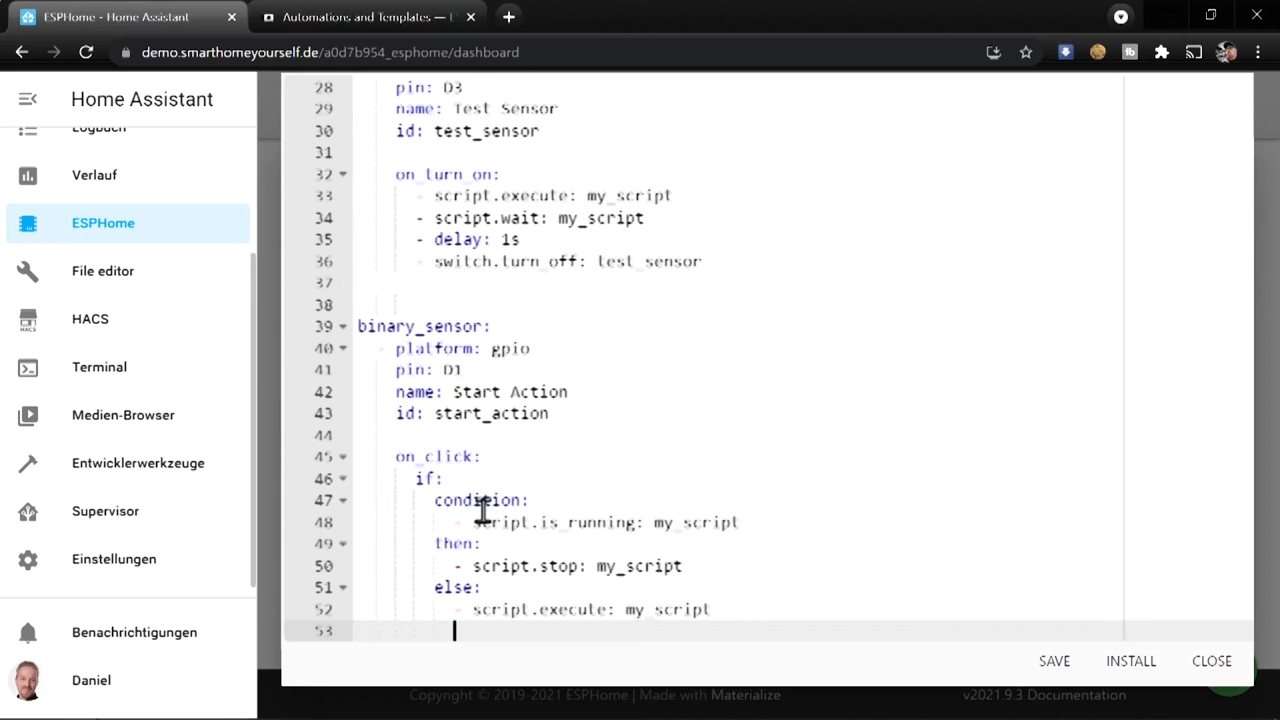 ESPHome - Home Assistant
Automations and Templates — E
demo.smarthomeyourself.de/a0d7b954_esphome/dashboard
Home Assistant
Logbuch
Verlauf
ESPHome
File editor
HACS
Terminal
Medien-Browser
Entwicklerwerkzeuge
Supervisor
Einstellungen
Benachrichtigungen
Daniel
28 pin: D3
29 name: Test Sensor
30 id: test_sensor
31
32 on_turn_on:
33 - script.execute: my_script
34 - script.wait: my_script
35 - delay: 1s
36 - switch.turn_off: test_sensor
37
38
39 binary_sensor:
40 - platform: gpio
41 pin: D1
42 name: Start Action
43 id: start_action
44
45 on_click:
46 if:
47 condition:
48 - script.is_running: my_script
49 then:
50 - script.stop: my_script
51 else:
52 - script.execute: my_script
53
SAVE INSTALL CLOSE
Copyright © 2019-2021 ESPHome | Made with Materialize
v2021.9.3 Documentation